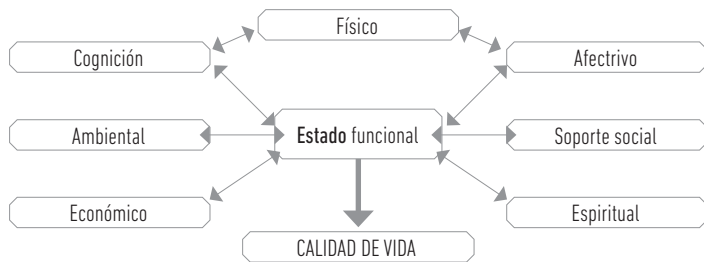 Físico
Cognición
Afectrivo
Ambiental
Estado funcional
Soporte social
Económico
Espiritual
CALIDAD DE VIDA